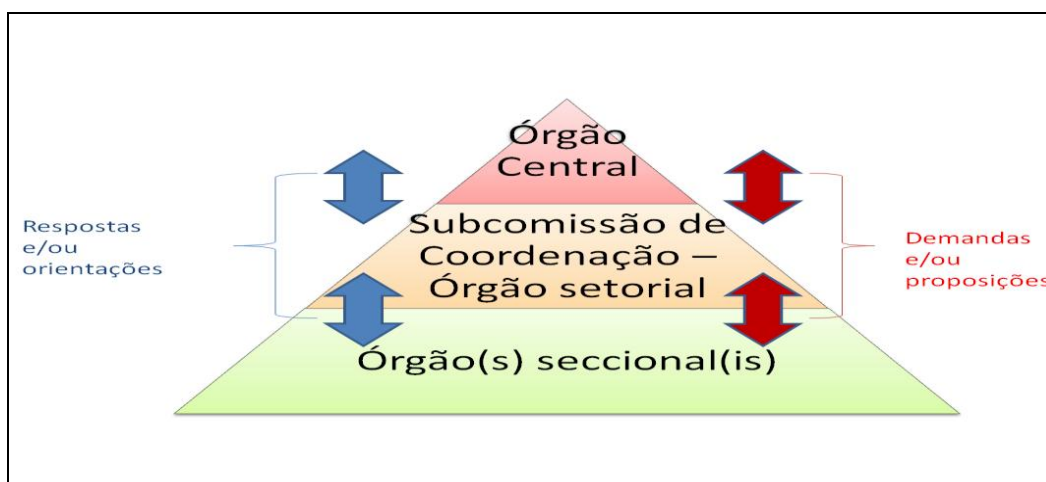 Órgão
Central
Respostas
e/ou
orientações
Subcomissão de
Coordenação –
Órgão setorial
Demandas
e/ou
proposições
Órgão(s) seccional(is)